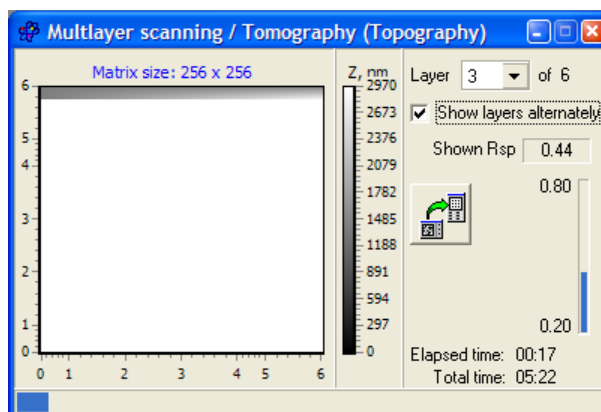 Multlayer scanning / Tomography (Topography)
Matrix size: 256 x 256
6
5
4
3
2
1
0
0 1 2 3 4 5 6
Z, nm
2970
2673
2376
2079
1782
1485
1188
891
594
297
0
Layer 3 of 6
Show layers alternately
Shown Rsp 0.44
0.80
0.20
Elapsed time: 00:17
Total time: 05:22